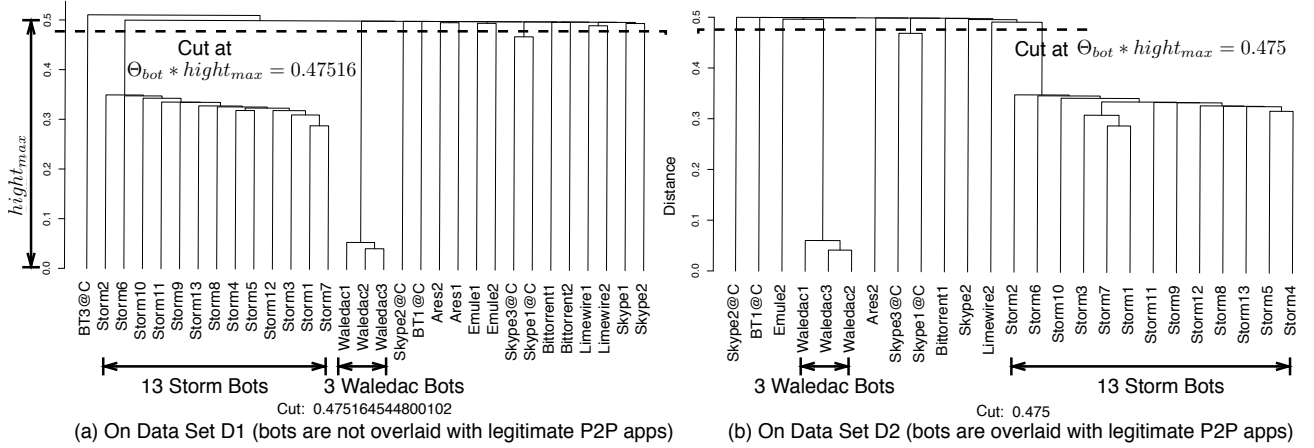 0.5
0.4
0.3
0.2
0.1
0.0
hight_max
Cut at
Θ_bot ∗ hight_max = 0.47516
BT3@C
Storm2
Storm6
Storm10
Storm11
Storm9
Storm13
Storm8
Storm4
Storm5
Storm12
Storm3
Storm1
Storm7
Waledac1
Waledac2
Waledac3
Skype2@C
BT1@C
Ares2
Ares1
Emule1
Emule2
Skype3@C
Skype1@C
Bittorrent1
Bittorrent2
Limewire1
Limewire2
Skype1
Skype2
13 Storm Bots
3 Waledac Bots
Cut: 0.475164544800102
(a) On Data Set D1 (bots are not overlaid with legitimate P2P apps)
Distance
0.5
0.4
0.3
0.2
0.1
0.0
Cut at Θ_bot ∗ hight_max = 0.475
Skype2@C
BT1@C
Emule2
Waledac1
Waledac3
Waledac2
Ares2
Skype3@C
Skype1@C
Bittorrent1
Skype2
Limewire2
Storm2
Storm6
Storm10
Storm3
Storm7
Storm1
Storm11
Storm9
Storm12
Storm8
Storm13
Storm5
Storm4
3 Waledac Bots
13 Storm Bots
Cut: 0.475
(b) On Data Set D2 (bots are overlaid with legitimate P2P apps)